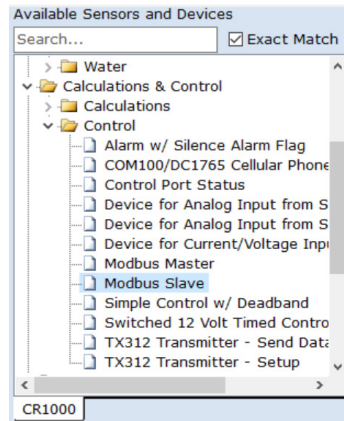 Available Sensors and Devices
Search... Exact Match
Water
Calculations & Control
Calculations
Control
Alarm w/ Silence Alarm Flag
COM100/DC1765 Cellular Phone
Control Port Status
Device for Analog Input from S
Device for Analog Input from S
Device for Current/Voltage Inpu
Modbus Master
Modbus Slave
Simple Control w/ Deadband
Switched 12 Volt Timed Contro
TX312 Transmitter - Send Data
TX312 Transmitter - Setup
CR1000